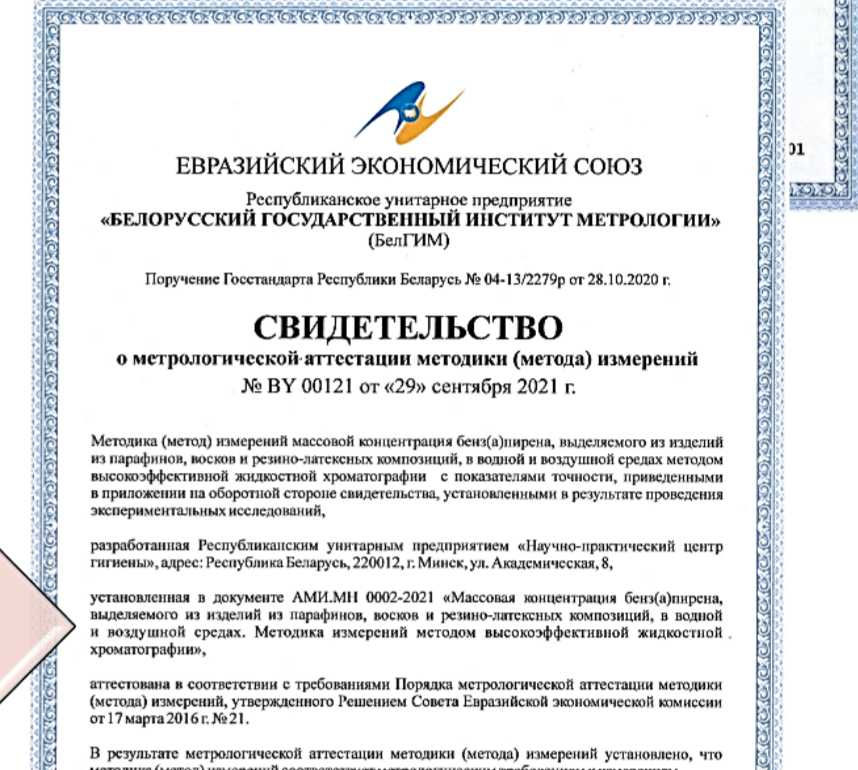 ЕВРАЗИЙСКИЙ ЭКОНОМИЧЕСКИЙ СОЮЗ
Республиканское унитарное предприятие
«БЕЛОРУССКИЙ ГОСУДАРСТВЕННЫЙ ИНСТИТУТ МЕТРОЛОГИИ»
(БелГИМ)
Поручение Госстандарта Республики Беларусь № 04-13/2279р от 28.10.2020 г.
СВИДЕТЕЛЬСТВО
о метрологической аттестации методики (метода) измерений
№ BY 00121 от «29» сентября 2021 г.
Методика (метод) измерений массовой концентрация бенз(а)пирена, выделяемого из изделий
из парафинов, восков и резино-латексных композиций, в водной и воздушной средах методом
высокоэффективной жидкостной хроматографии с показателями точности, приведенными
в приложении на оборотной стороне свидетельства, установленными в результате проведения
экспериментальных исследований,
разработанная Республиканским унитарным предприятием «Научно-практический центр
гигиены», адрес: Республика Беларусь, 220012, г. Минск, ул. Академическая, 8,
установленная в документе АМИ.МН 0002-2021 «Массовая концентрация бенз(а)пирена,
выделяемого из изделий из парафинов, восков и резино-латексных композиций, в водной
и воздушной средах. Методика измерений методом высокоэффективной жидкостной
хроматографии»,
аттестована в соответствии с требованиями Порядка метрологической аттестации методики
(метода) измерений, утвержденного Решением Совета Евразийской экономической комиссии
от 17 марта 2016 г. № 21.
В результате метрологической аттестации методики (метода) измерений установлено, что
01